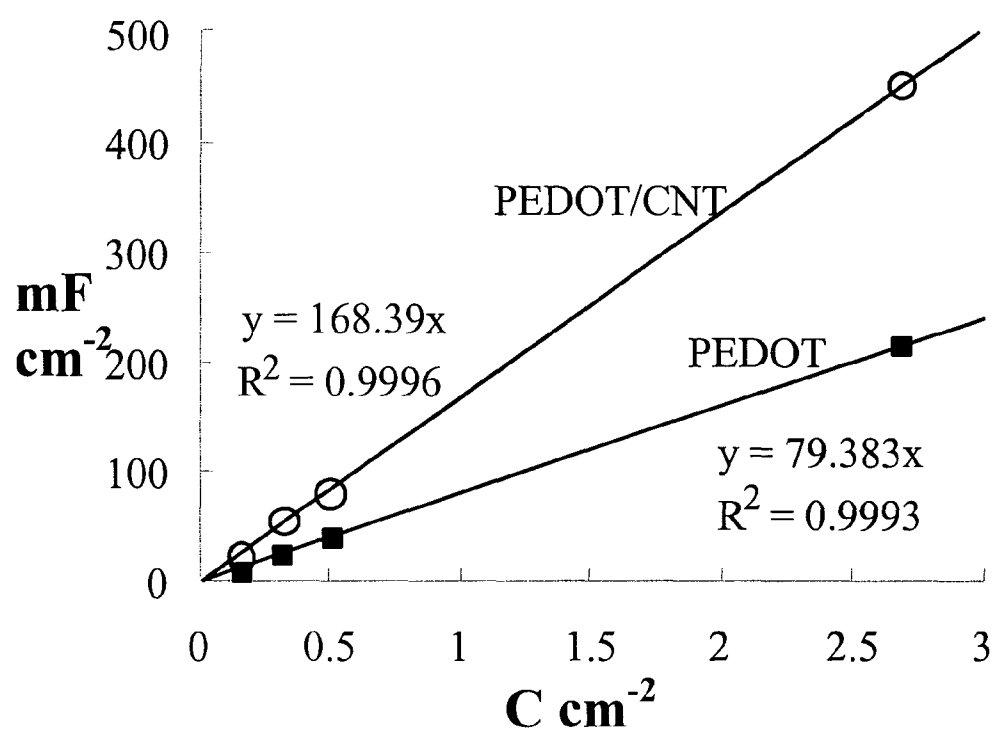 500
400
PEDOT/CNT
300
mF
cm⁻²
y = 168.39x
R² = 0.9996
200
PEDOT
100
y = 79.383x
R² = 0.9993
0
0 0.5 1 1.5 2 2.5 3
C cm⁻²